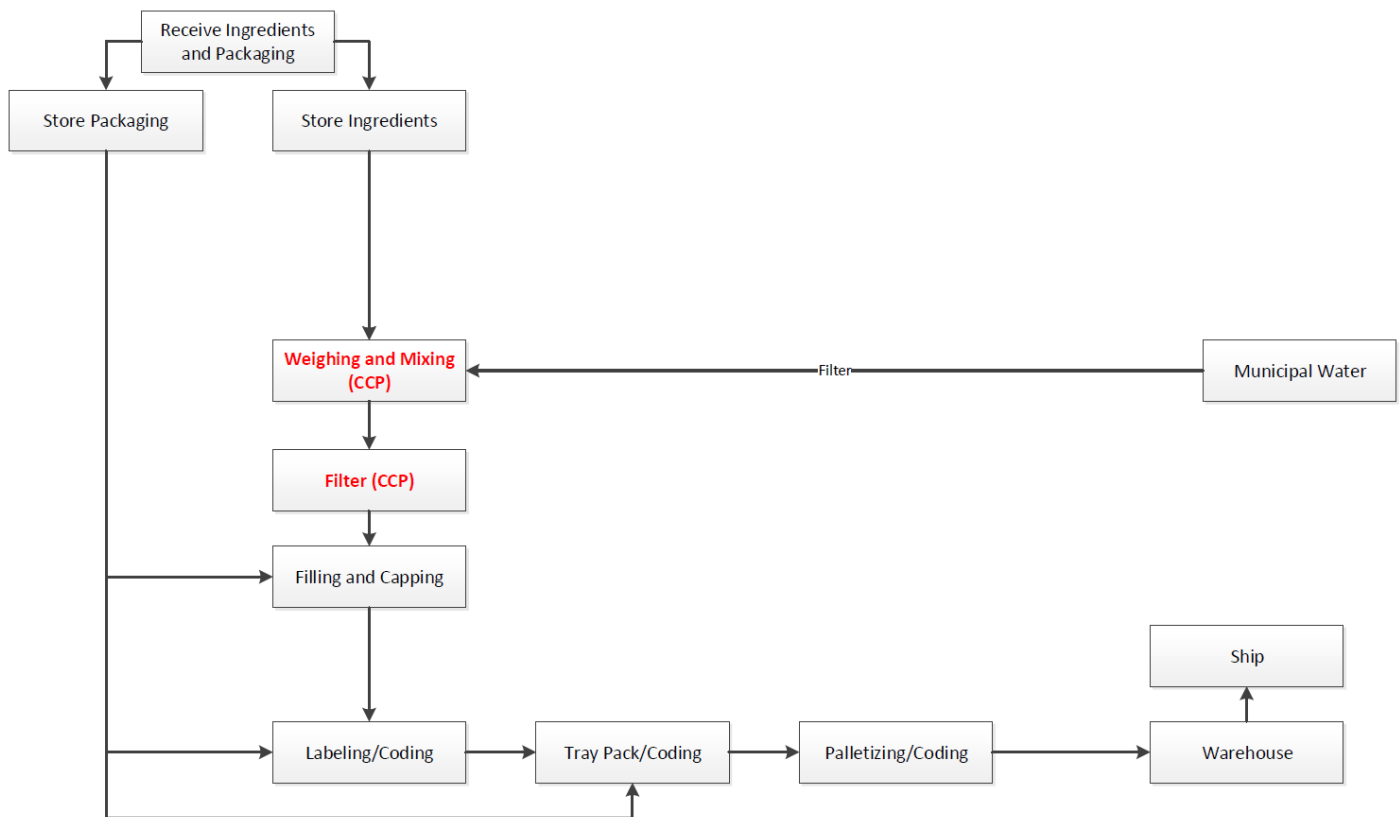 Receive Ingredients
and Packaging
Store Packaging
Store Ingredients
Weighing and Mixing
(CCP)
Filter
Municipal Water
Filter (CCP)
Filling and Capping
Ship
Labeling/Coding
Tray Pack/Coding
Palletizing/Coding
Warehouse